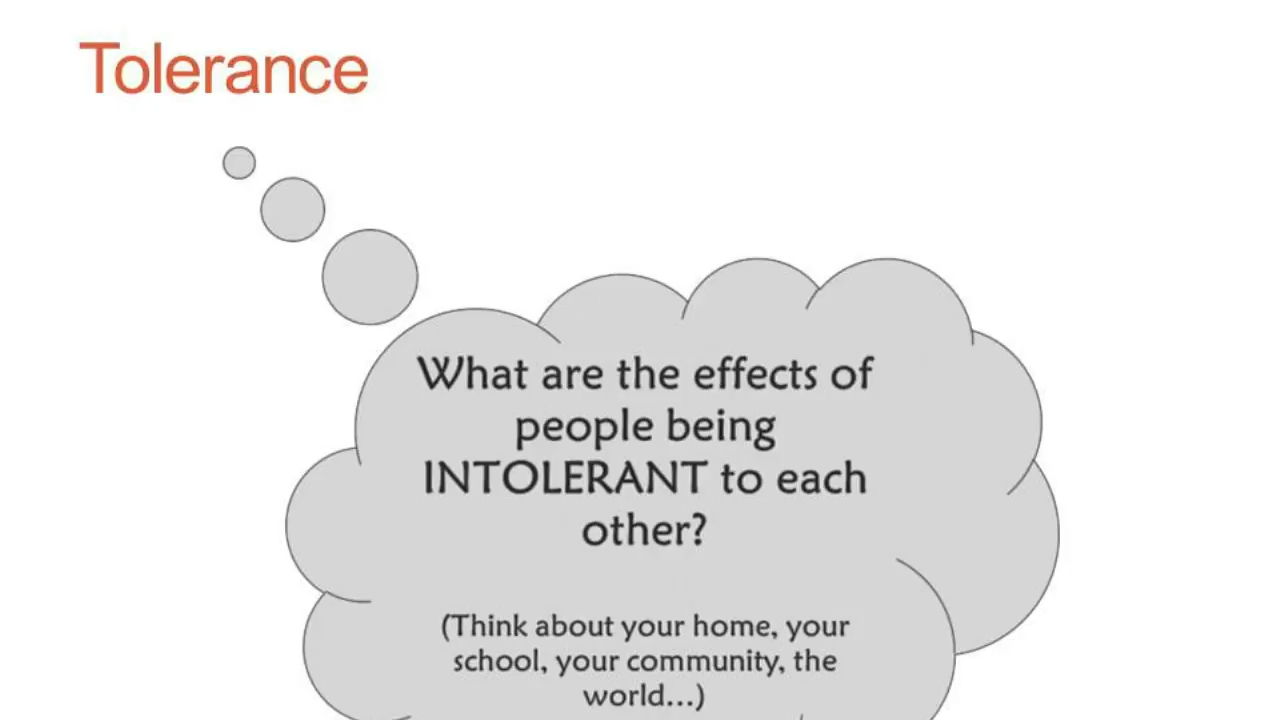 Tolerance
What are the effects of
people being
INTOLERANT to each
other?
(Think about your home, your
school, your community, the
world...)